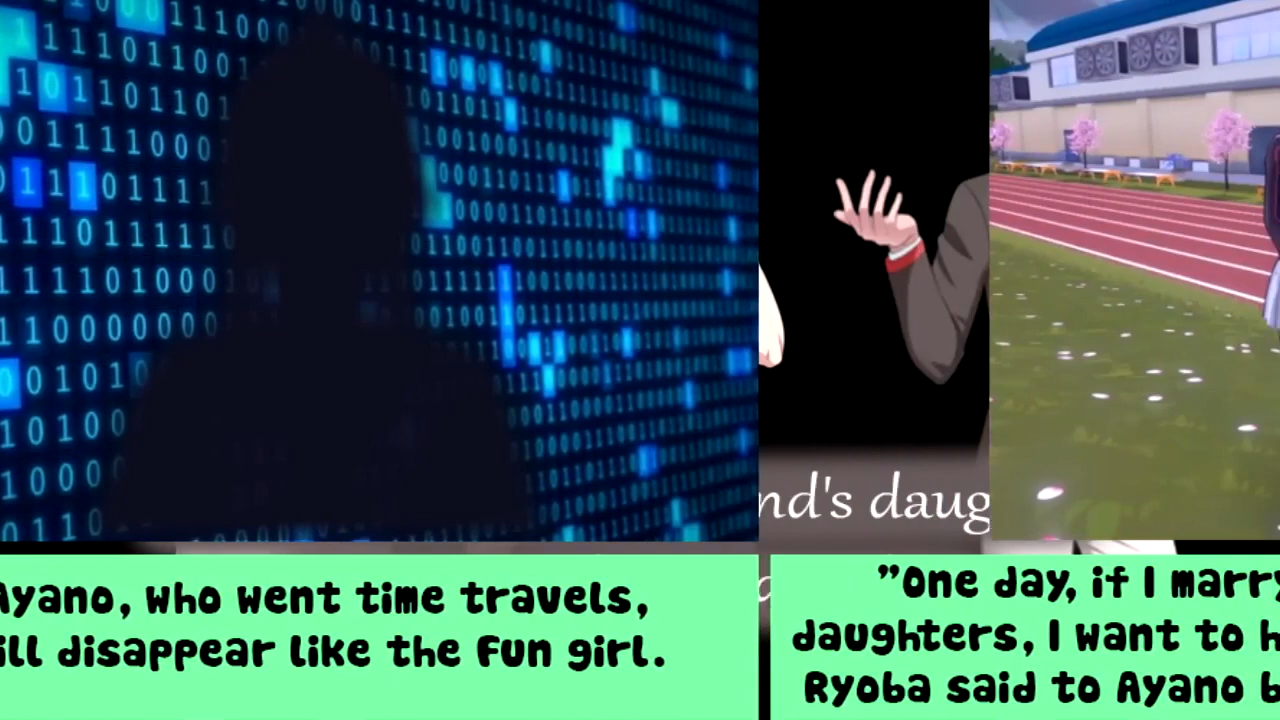 nd's daug
Ayano, who went time travels,
ill disappear like the Fun girl.
"One day, if I marry
daughters, I want to h
Ryoba said to Ayano b